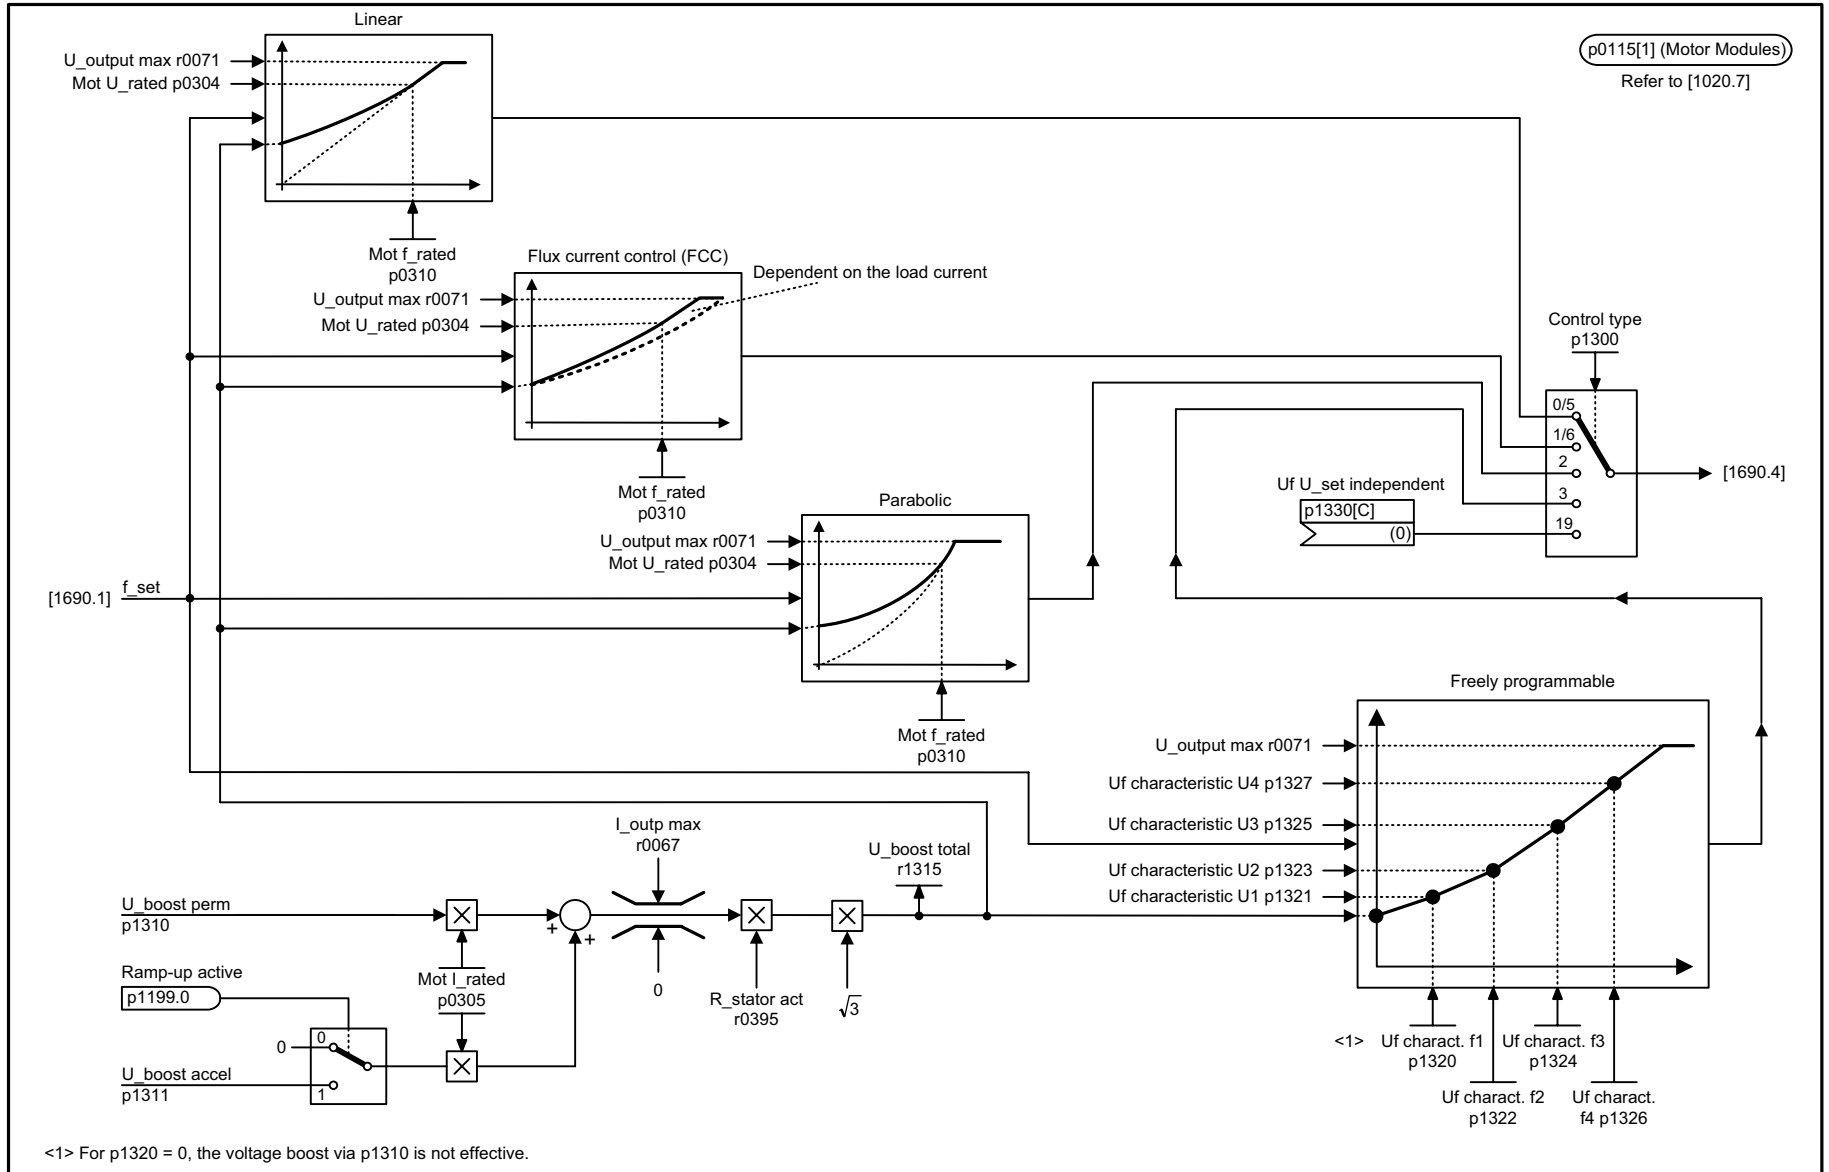 Linear
U_output max r0071
Mot U_rated p0304
p0115[1] (Motor Modules)
Refer to [1020.7]
Mot f_rated
p0310
Flux current control (FCC)
Dependent on the load current
U_output max r0071
Mot U_rated p0304
Mot f_rated
p0310
Control type
p1300
0/5
1/6
2
3
19
[1690.4]
Uf U_set independent
p1330[C]
(0)
Parabolic
U_output max r0071
Mot U_rated p0304
[1690.1]
f_set
Mot f_rated
p0310
Freely programmable
U_output max r0071
Uf characteristic U4 p1327
Uf characteristic U3 p1325
Uf characteristic U2 p1323
Uf characteristic U1 p1321
I_outp max
r0067
U_boost total
r1315
U_boost perm
p1310
+
+
0
R_stator act
r0395
√3
Ramp-up active
p1199.0
Mot I_rated
p0305
0
0
1
U_boost accel
p1311
<1>
Uf charact. f1
p1320
Uf charact. f3
p1324
Uf charact. f2
p1322
Uf charact.
f4 p1326
<1> For p1320 = 0, the voltage boost via p1310 is not effective.